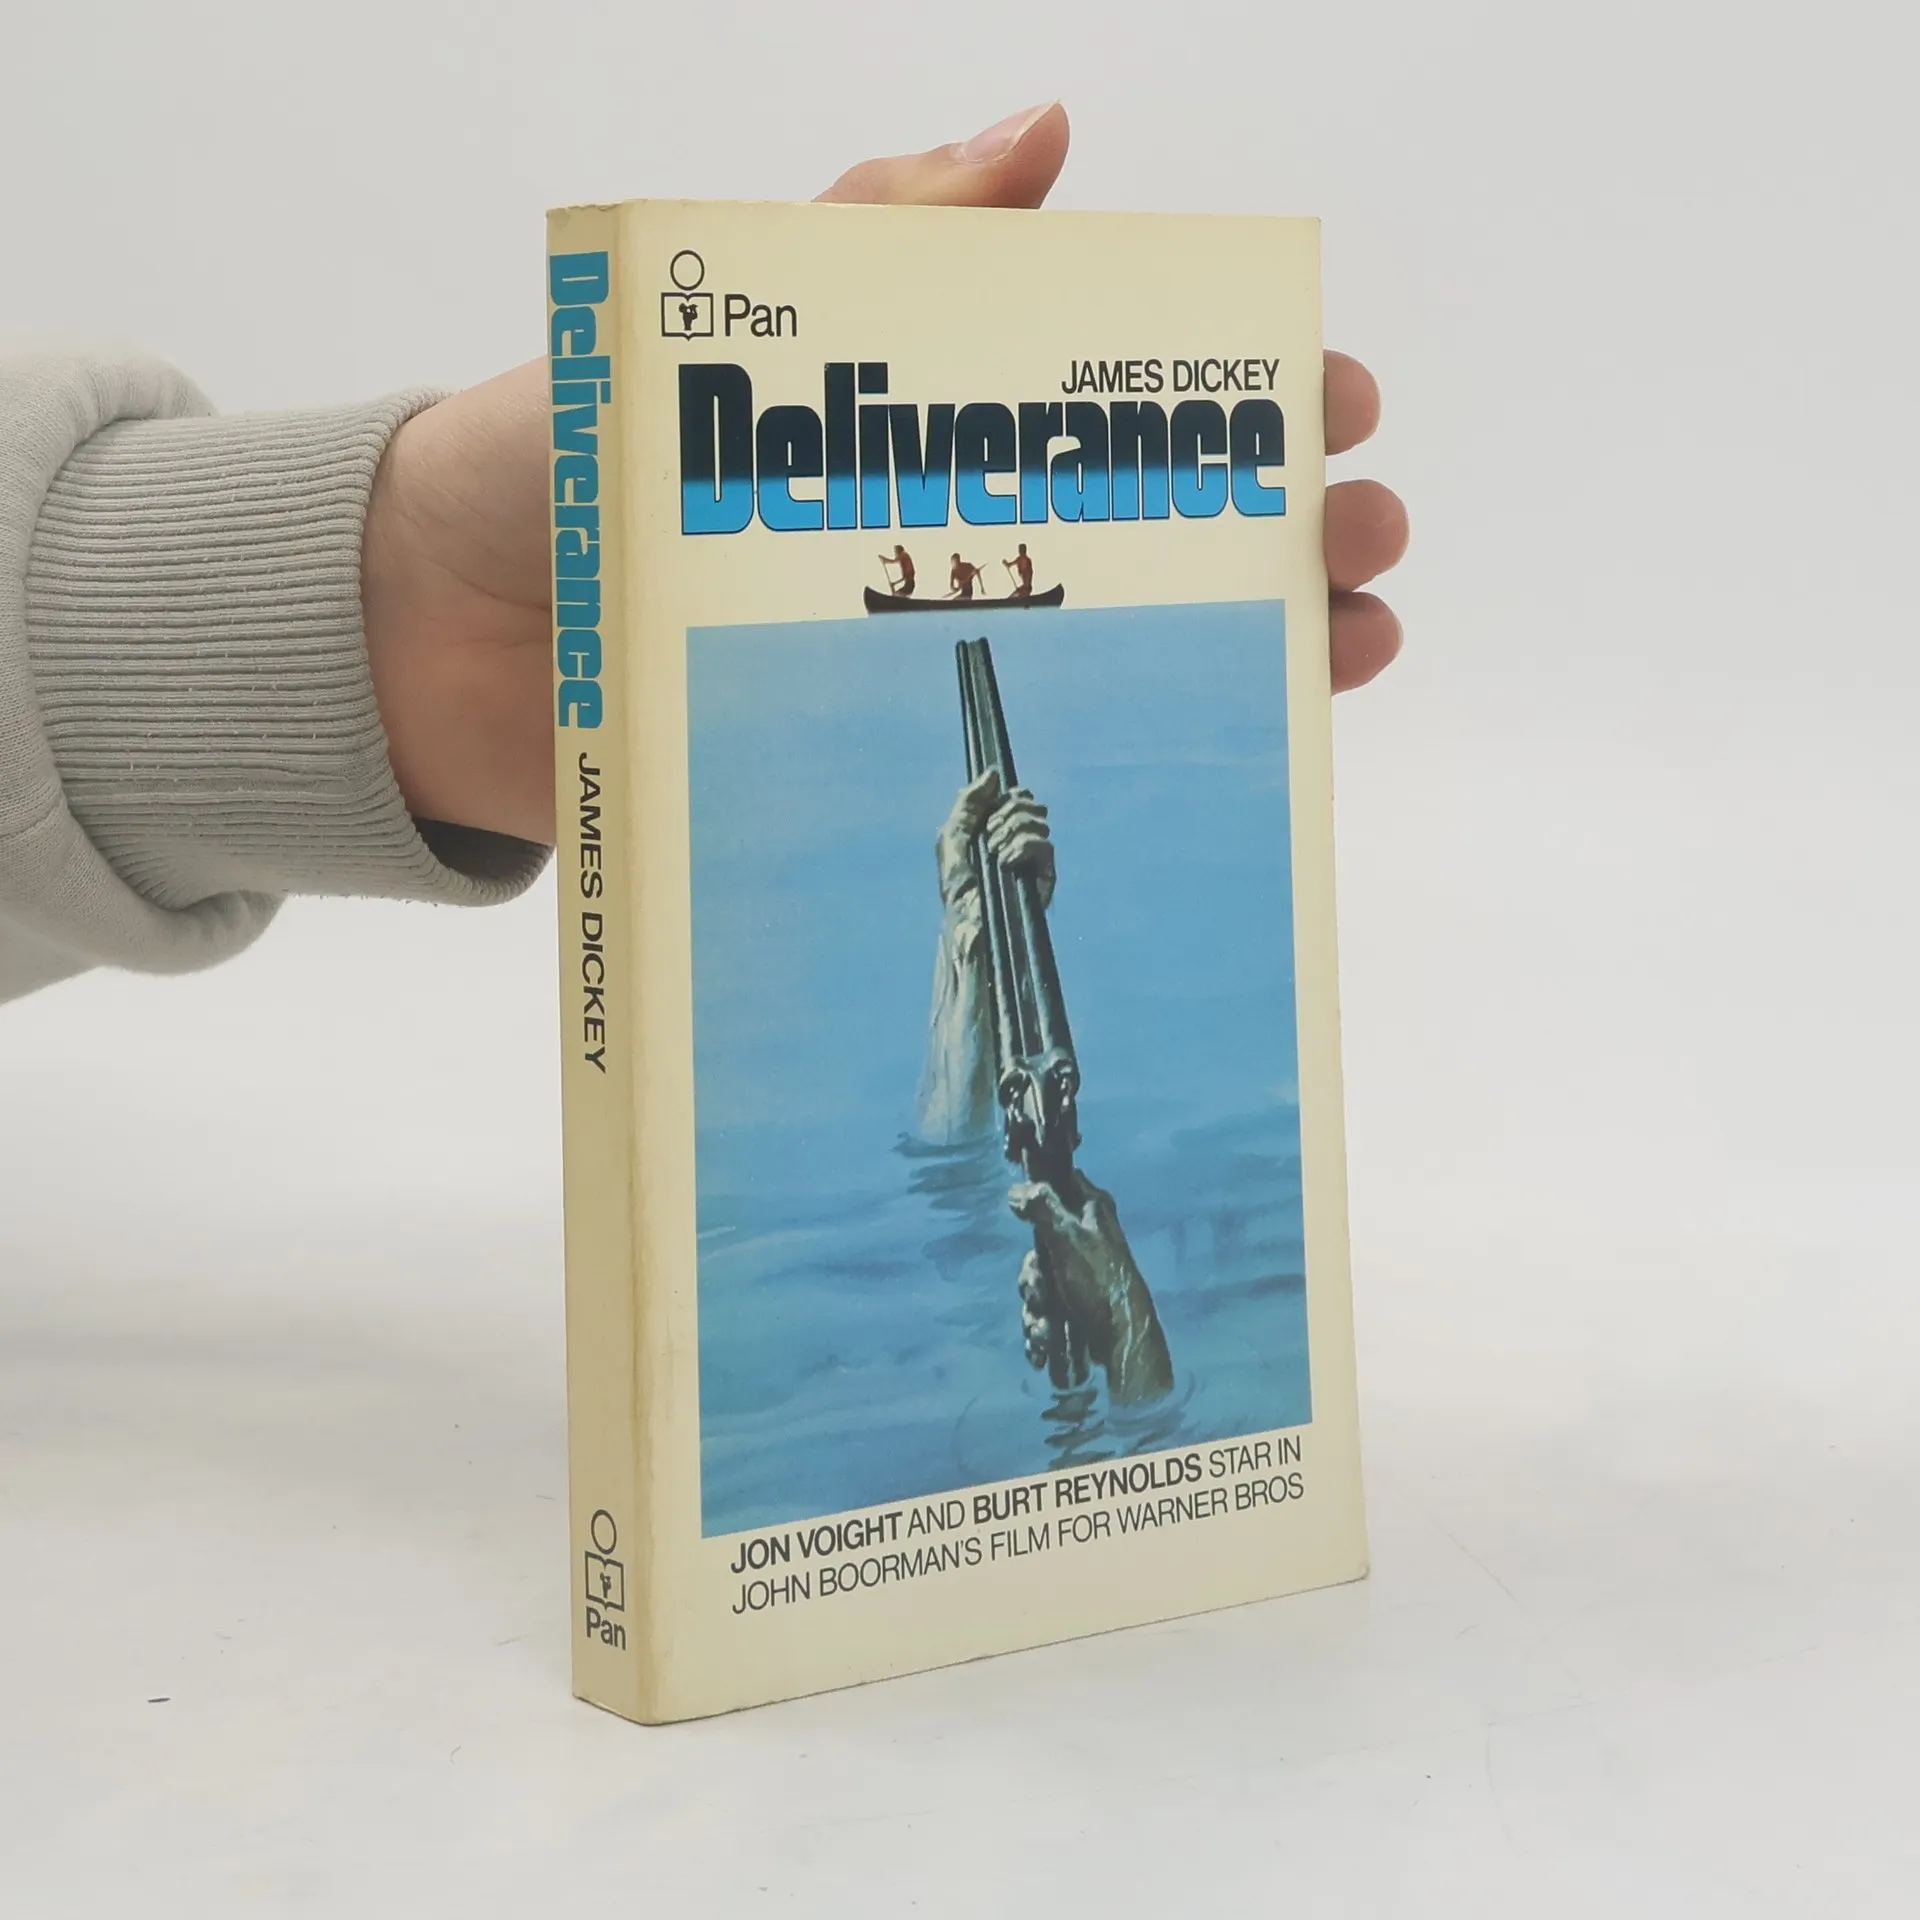 Deliverance JAMES DICKEY
Pan
Pan
JAMES DICKEY
Deliverance
JON VOIGHT AND BURT REYNOLDS STAR IN
JOHN BOORMAN'S FILM FOR WARNER BROS